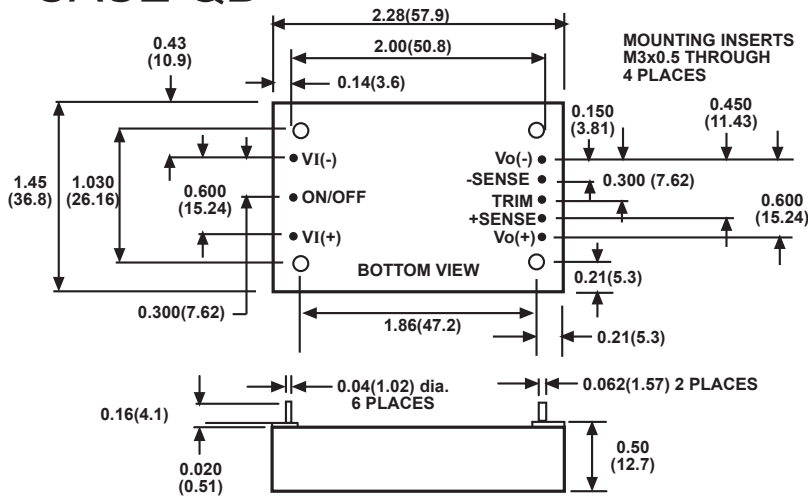 2.28(57.9)
2.00(50.8)
0.43
(10.9)
0.14(3.6)
MOUNTING INSERTS
M3x0.5 THROUGH
4 PLACES
0.150
(3.81)
0.450
(11.43)
1.45
(36.8)
1.030
(26.16)
0.600
(15.24)
VI(-)
ON/OFF
VI(+)
Vo(-)
-SENSE
TRIM
+SENSE
Vo(+)
0.300 (7.62)
0.600
(15.24)
BOTTOM VIEW
0.21(5.3)
0.300(7.62)
1.86(47.2)
0.21(5.3)
0.04(1.02) dia.
6 PLACES
0.062(1.57) 2 PLACES
0.16(4.1)
0.020
(0.51)
0.50
(12.7)